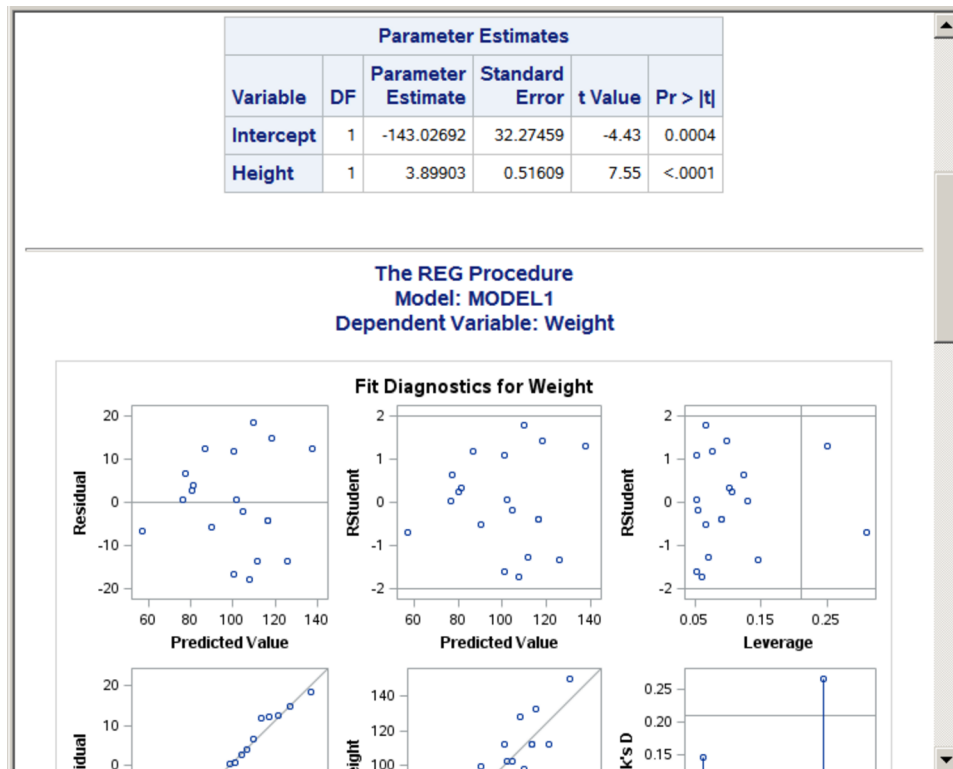 Parameter Estimates
Variable DF Parameter Estimate Standard Error t Value Pr > |t|
Intercept 1 -143.02692 32.27459 -4.43 0.0004
Height 1 3.89903 0.51609 7.55 <.0001
The REG Procedure
Model: MODEL1
Dependent Variable: Weight
Fit Diagnostics for Weight
Residual
20
10
0
-10
-20
60 80 100 120 140
Predicted Value
RStudent
2
1
0
-1
-2
60 80 100 120 140
Predicted Value
RStudent
2
1
0
-1
-2
0.05 0.15 0.25
Leverage
20
10
0
140
120
100
0.25
0.20
0.15